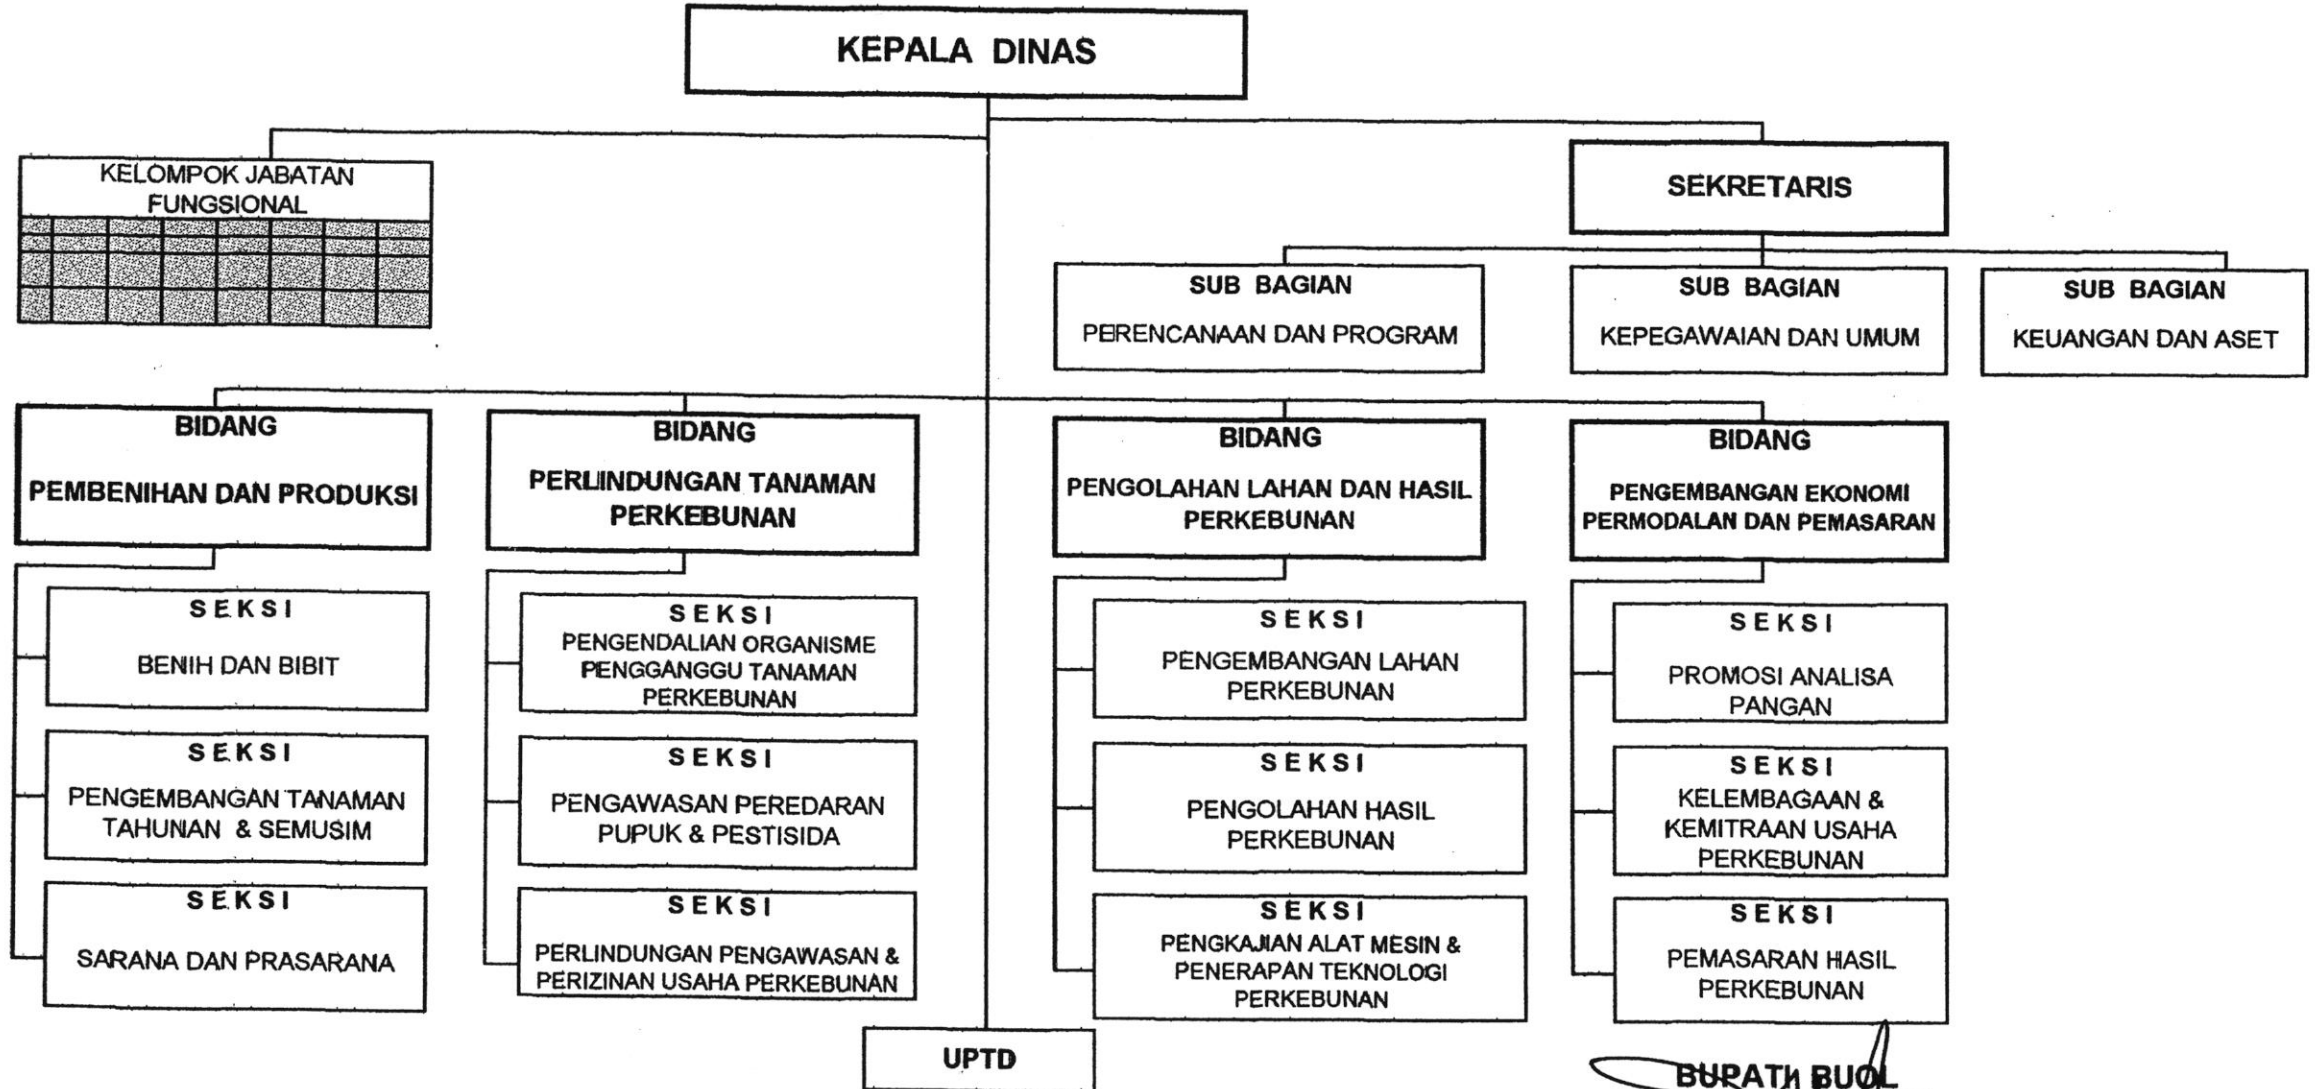 KEPALA DINAS
KELOMPOK JABATAN
FUNGSIONAL
SEKRETARIS
SUB BAGIAN
PERENCANAAN DAN PROGRAM
SUB BAGIAN
KEPEGAWAIAN DAN UMUM
SUB BAGIAN
KEUANGAN DAN ASET
BIDANG
PEMBENIHAN DAN PRODUKSI
BIDANG
PERLINDUNGAN TANAMAN
PERKEBUNAN
BIDANG
PENGOLAHAN LAHAN DAN HASIL
PERKEBUNAN
BIDANG
PENGEMBANGAN EKONOMI
PERMODALAN DAN PEMASARAN
SEKSI
BENIH DAN BIBIT
SEKSI
PENGEMBANGAN TANAMAN
TAHUNAN & SEMUSIM
SEKSI
SARANA DAN PRASARANA
SEKSI
PENGENDALIAN ORGANISME
PENGGANGGU TANAMAN
PERKEBUNAN
SEKSI
PENGAWASAN PEREDARAN
PUPUK & PESTISIDA
SEKSI
PERLINDUNGAN PENGAWASAN &
PERIZINAN USAHA PERKEBUNAN
SEKSI
PENGEMBANGAN LAHAN
PERKEBUNAN
SEKSI
PENGOLAHAN HASIL
PERKEBUNAN
SEKSI
PENGKAJIAN ALAT MESIN &
PENERAPAN TEKNOLOGI
PERKEBUNAN
SEKSI
PROMOSI ANALISA
PANGAN
SEKSI
KELEMBAGAAN &
KEMITRAAN USAHA
PERKEBUNAN
SEKSI
PEMASARAN HASIL
PERKEBUNAN
UPTD
BUPATI BUOL